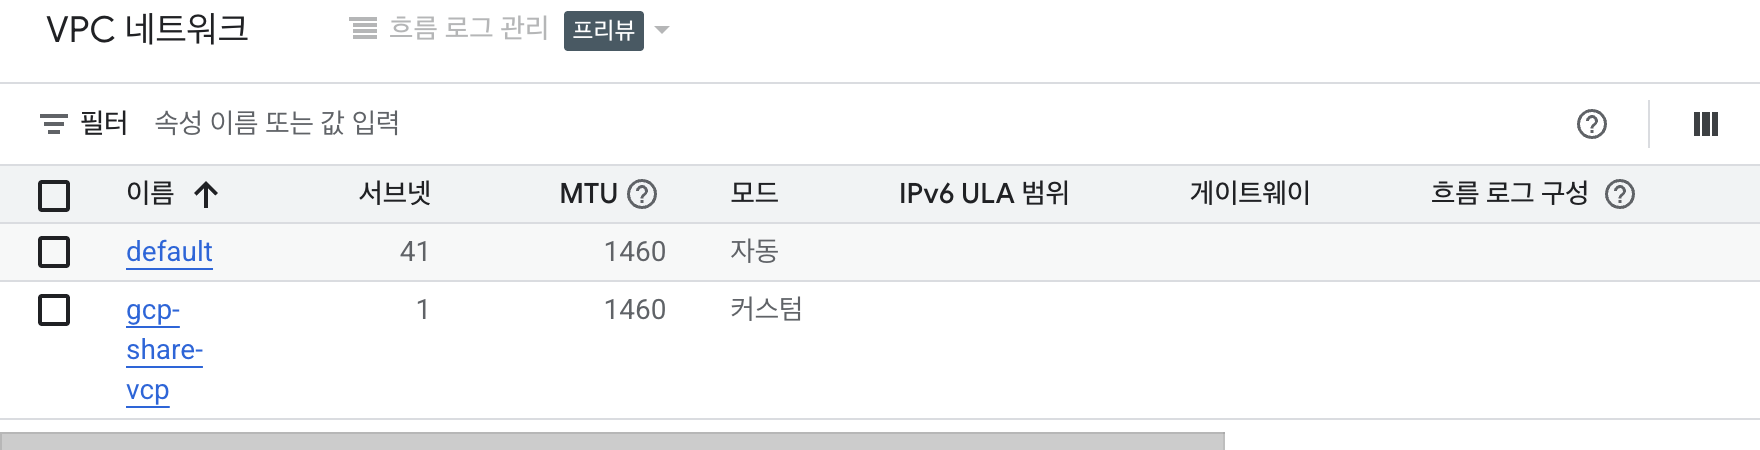 VPC 네트워크 흐름 로그 관리 프리뷰
필터 속성 이름 또는 값 입력
이름 서브넷 MTU 모드 IPv6 ULA 범위 게이트웨이 흐름 로그 구성
default 41 1460 자동
gcp- 1 1460 커스텀
share-
vcp